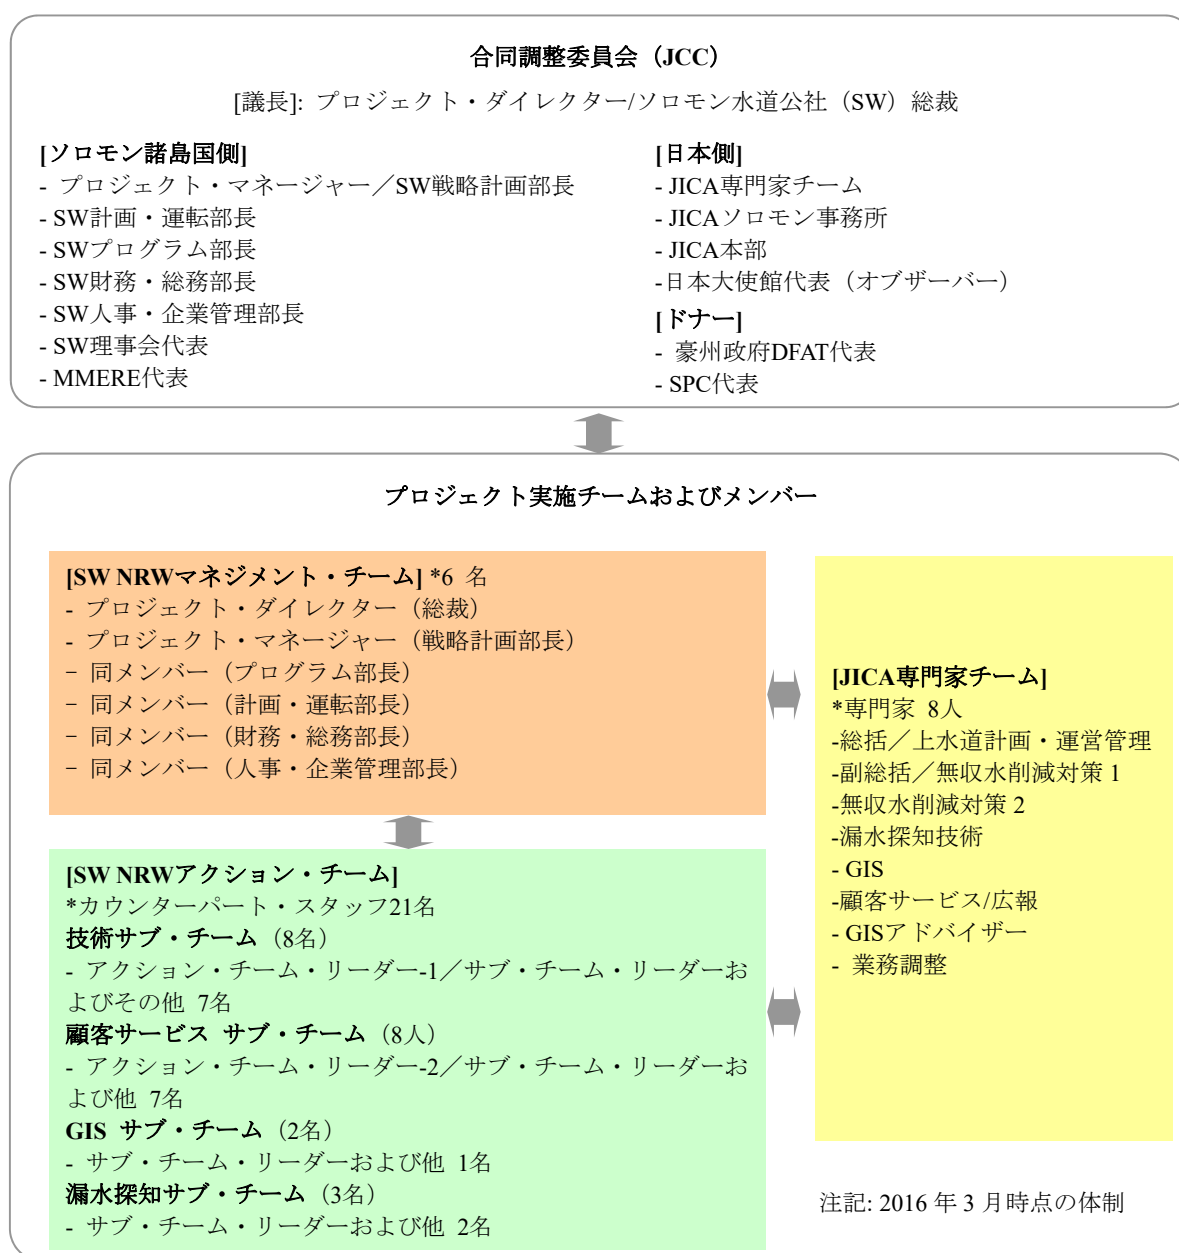 合同調整委員会（JCC）
[議長]: プロジェクト・ダイレクター/ソロモン水道公社（SW）総裁
[ソロモン諸島国側]
- プロジェクト・マネージャー／SW戦略計画部長
- SW計画・運転部長
- SWプログラム部長
- SW財務・総務部長
- SW人事・企業管理部長
- SW理事会代表
- MMERE代表
[日本側]
- JICA専門家チーム
- JICAソロモン事務所
- JICA本部
-日本大使館代表（オブザーバー）
[ドナー]
- 豪州政府DFAT代表
- SPC代表
プロジェクト実施チームおよびメンバー
[SW NRWマネジメント・チーム] *6 名
- プロジェクト・ダイレクター（総裁）
- プロジェクト・マネージャー（戦略計画部長）
- 同メンバー（プログラム部長）
- 同メンバー（計画・運転部長）
- 同メンバー（財務・総務部長）
- 同メンバー（人事・企業管理部長）
[SW NRWアクション・チーム]
*カウンターパート・スタッフ21名
技術サブ・チーム（8名）
- アクション・チーム・リーダー-1／サブ・チーム・リーダーお
よびその他 7名
顧客サービス サブ・チーム（8人）
- アクション・チーム・リーダー-2／サブ・チーム・リーダーお
よび他 7名
GIS サブ・チーム（2名）
- サブ・チーム・リーダーおよび他 1名
漏水探知サブ・チーム（3名）
- サブ・チーム・リーダーおよび他 2名
[JICA専門家チーム]
*専門家 8人
-総括／上水道計画・運営管理
-副総括／無収水削減対策 1
-無収水削減対策 2
-漏水探知技術
- GIS
-顧客サービス/広報
- GISアドバイザー
- 業務調整
注記: 2016 年 3 月時点の体制